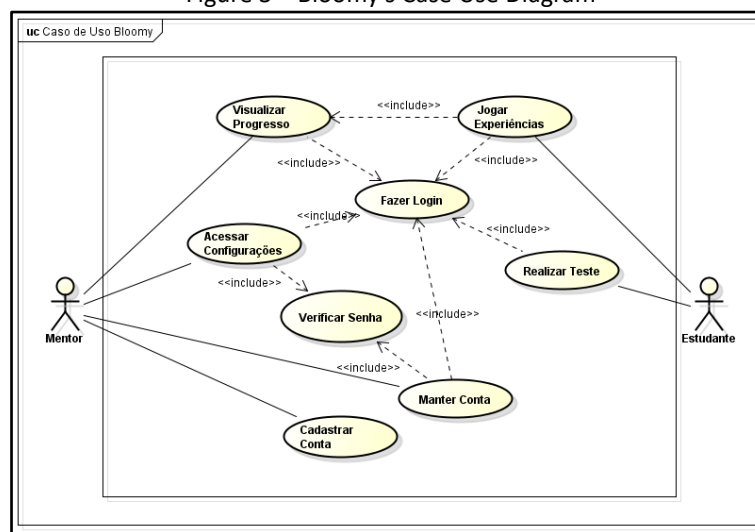 Figure 3 – Bloomy's Case Use Diagram
uc Caso de Uso Bloomy
Visualizar
Progresso
<<include>>
Jogar
Experiências
<<include>>
<<include>>
Fazer Login
<<include>>
Acessar
Configurações
<<include>>
Realizar Teste
<<include>>
Verificar Senha
<<include>>
Mentor
Estudante
<<include>>
Manter Conta
Cadastrar
Conta